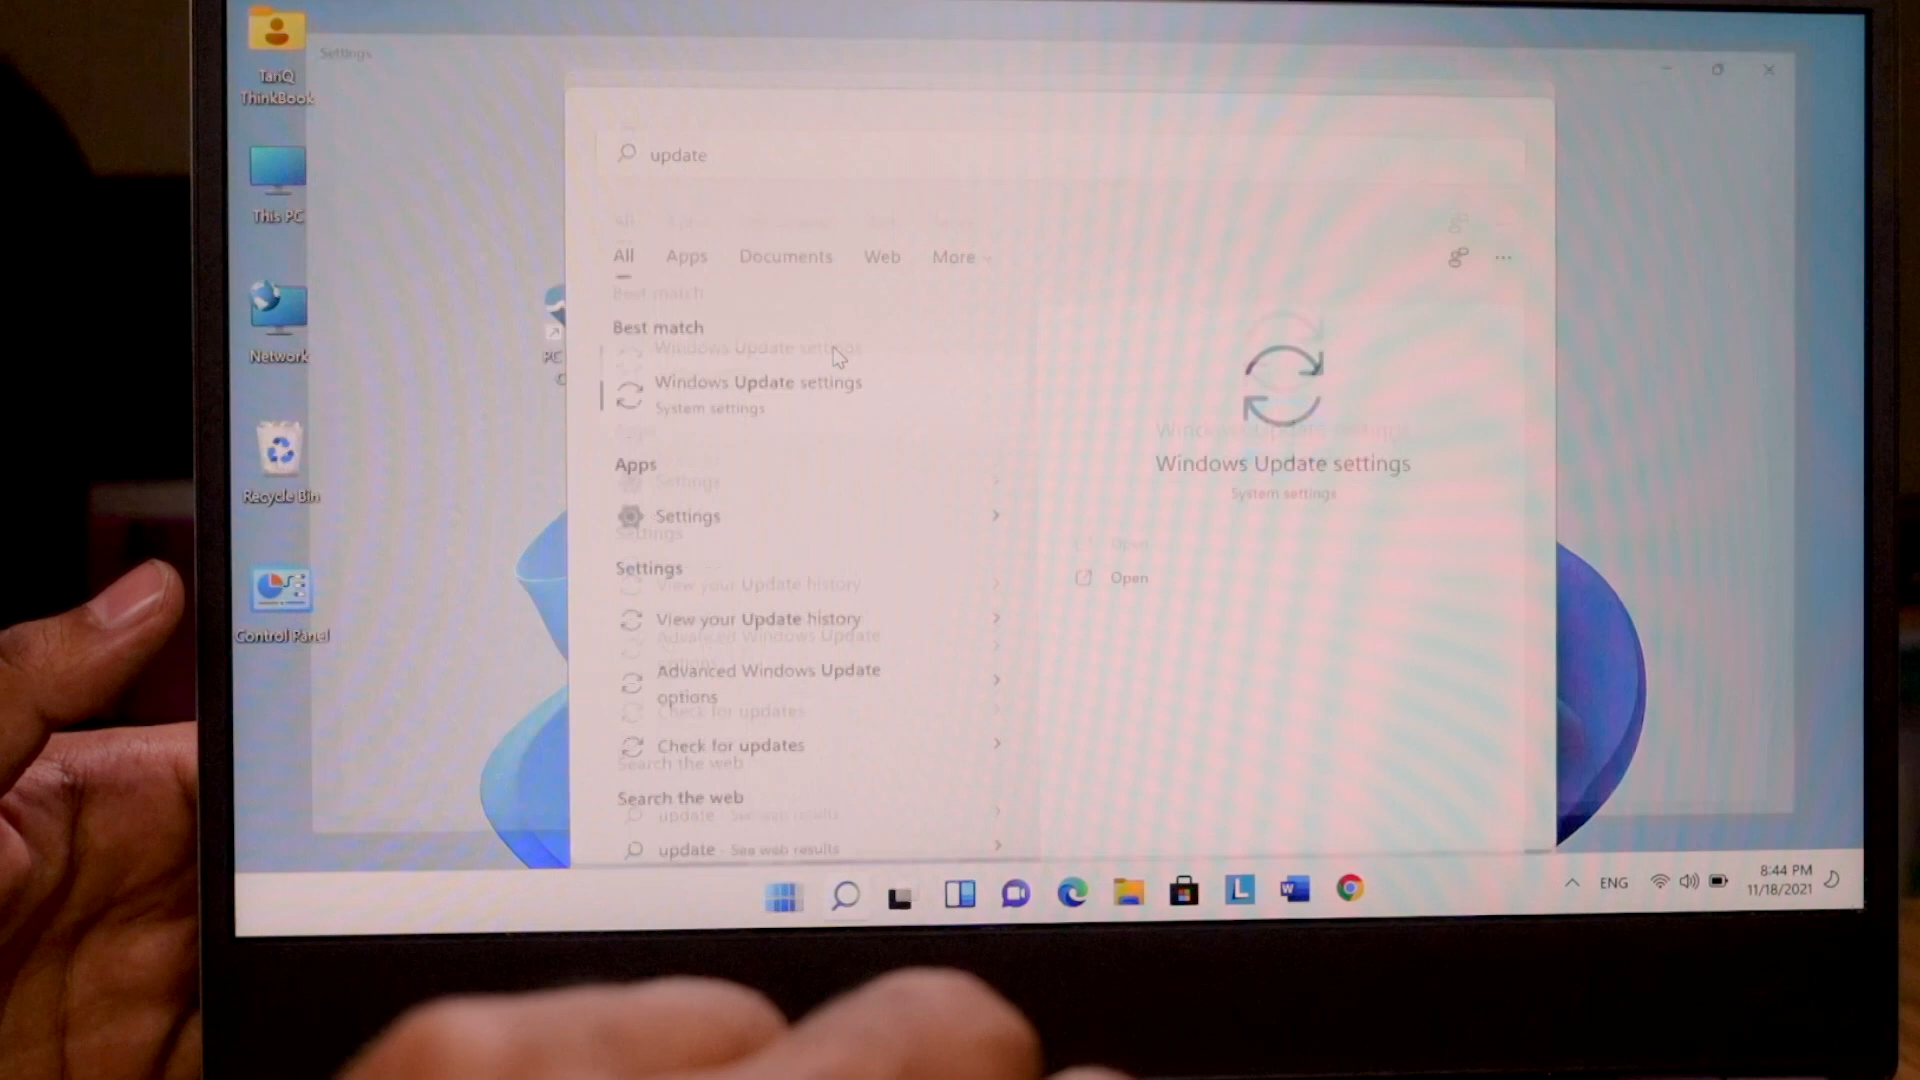 TariQ
ThinkBook
This PC
Network
Recycle Bin
Control Panel
Settings
PC
update
All Apps Documents Web More
Best match
Windows Update settings
System settings
Apps
Settings
Settings
View your Update history
Advanced Windows Update
options
Check for updates
Search the web
update - See web results
Windows Update settings
System settings
Open
ENG
8:44 PM
11/18/2021